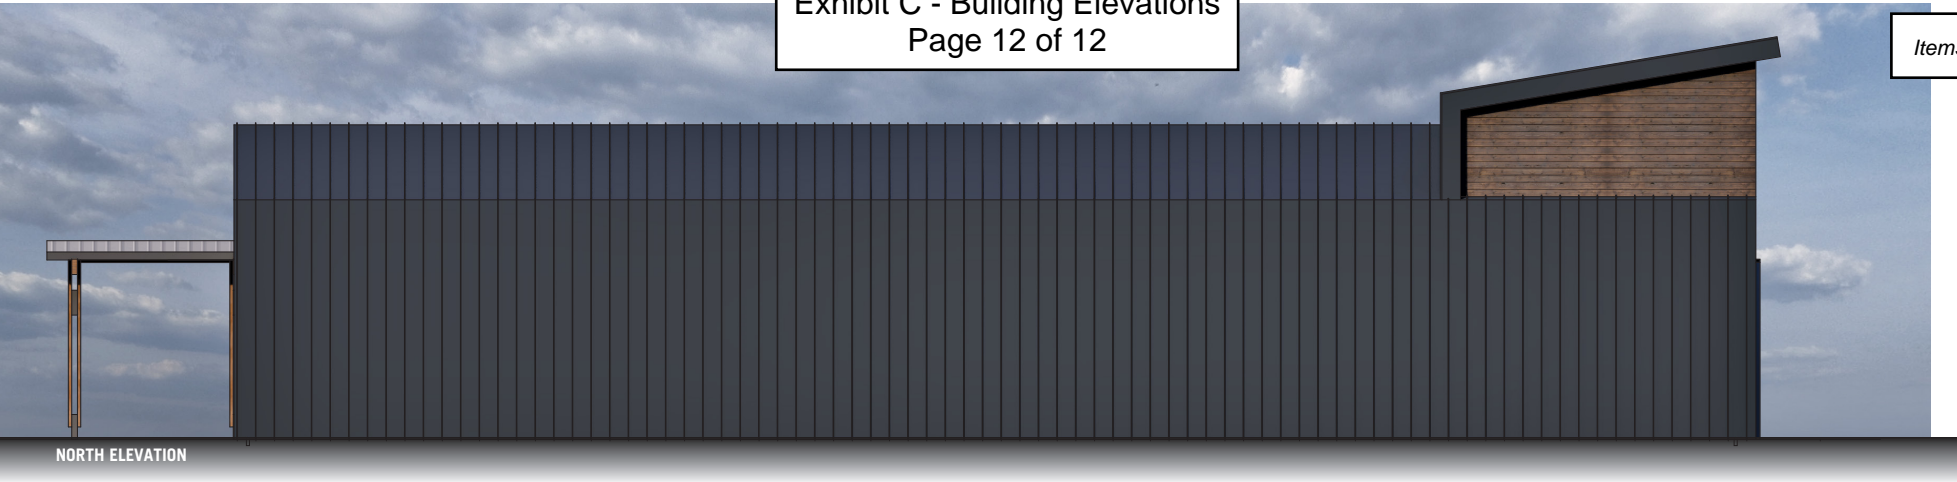 Exhibit C - Building Elevations
Page 12 of 12
NORTH ELEVATION